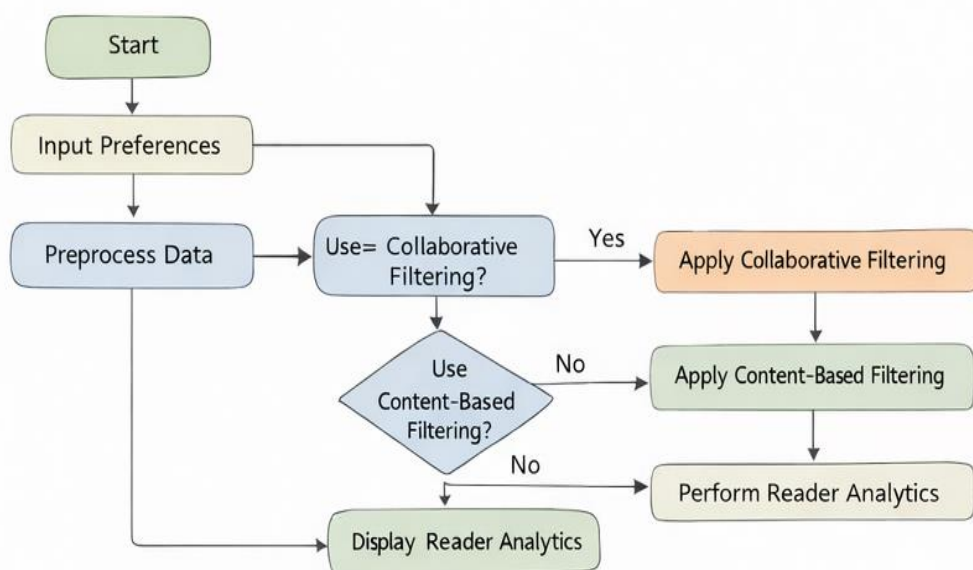 Start
Input Preferences
Preprocess Data
Use= Collaborative
Filtering?
Yes
Apply Collaborative Filtering
Use
Content-Based
Filtering?
No
Apply Content-Based Filtering
No
Perform Reader Analytics
Display Reader Analytics